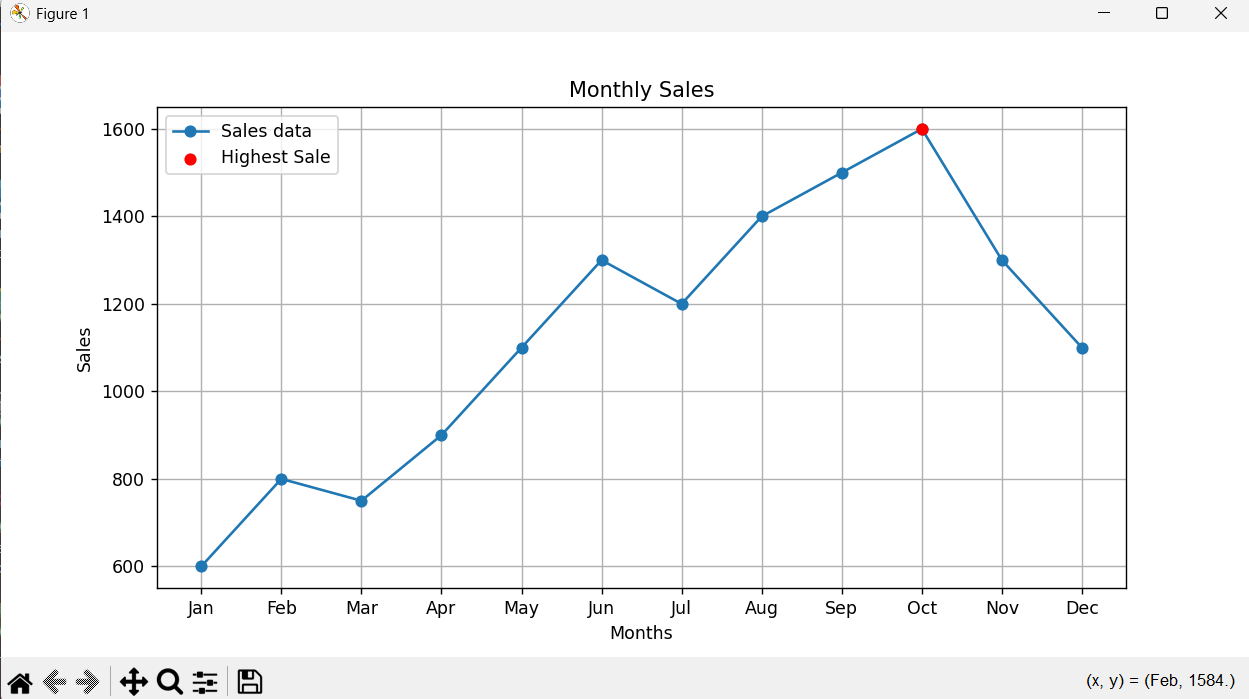 Figure 1
Monthly Sales
Sales data
Highest Sale
1600
1400
1200
1000
800
600
Sales
Jan Feb Mar Apr May Jun Jul Aug Sep Oct Nov Dec
Months
(x, y) = (Feb, 1584.)